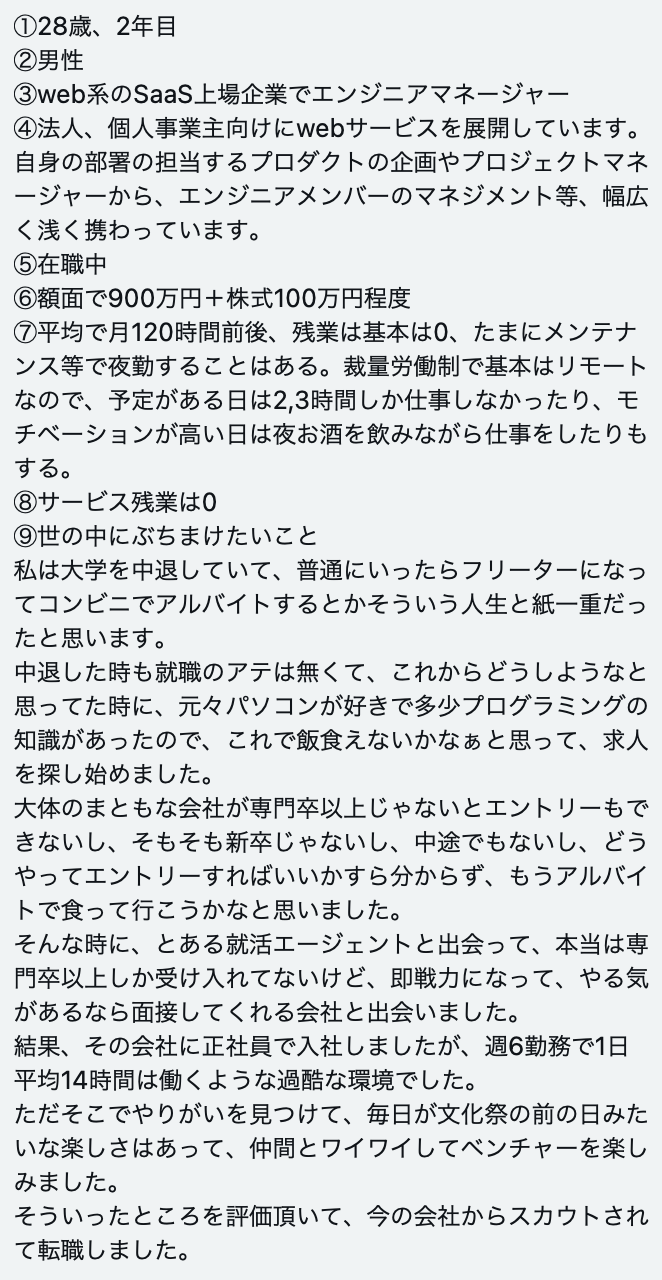 ①28歳、2年目
②男性
③web系のSaaS上場企業でエンジニアマネージャー
④法人、個人事業主向けにwebサービスを展開しています。
自身の部署の担当するプロダクトの企画やプロジェクトマネ
ージャーから、エンジニアメンバーのマネジメント等、幅広
く浅く携わっています。
⑤在職中
⑥額面で900万円＋株式100万円程度
⑦平均で月120時間前後、残業は基本は0、たまにメンテナ
ンス等で夜勤することはある。裁量労働制で基本はリモート
なので、予定がある日は2,3時間しか仕事しなかったり、モ
チベーションが高い日は夜お酒を飲みながら仕事をしたりも
する。
⑧サービス残業は0
⑨世の中にぶちまけたいこと
私は大学を中退していて、普通にいったらフリーターになっ
てコンビニでアルバイトするとかそういう人生と紙一重だっ
たと思います。
中退した時も就職のアテは無くて、これからどうしようなと
思ってた時に、元々パソコンが好きで多少プログラミングの
知識があったので、これで飯食えないかなぁと思って、求人
を探し始めました。
大体のまともな会社が専門卒以上じゃないとエントリーもで
きないし、そもそも新卒じゃないし、中途でもないし、どう
やってエントリーすればいいかすら分からず、もうアルバイ
トで食って行こうかなと思いました。
そんな時に、とある就活エージェントと出会って、本当は専
門卒以上しか受け入れてないけど、即戦力になって、やる気
があるなら面接してくれる会社と出会いました。
結果、その会社に正社員で入社しましたが、週6勤務で1日
平均14時間は働くような過酷な環境でした。
ただそこでやりがいを見つけて、毎日が文化祭の前の日みた
いな楽しさはあって、仲間とワイワイしてベンチャーを楽し
みました。
そういったところを評価頂いて、今の会社からスカウトされ
て転職しました。